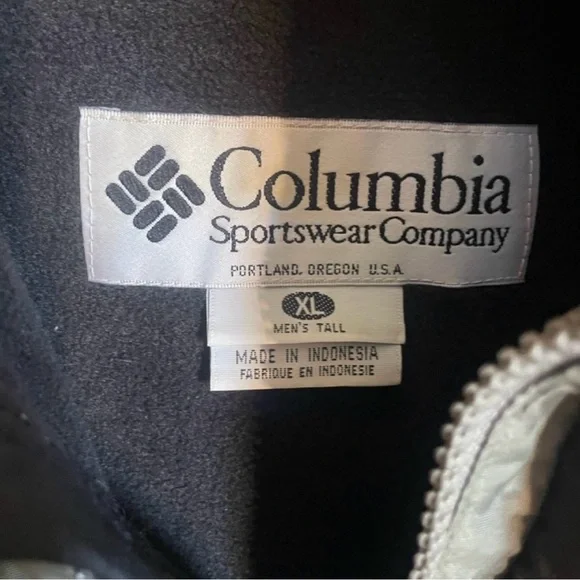 Columbia
Sportswear Company
PORTLAND, OREGON U.S.A.
XL
MEN'S TALL
MADE IN INDONESIA
FABRIQUE EN INDONESIE